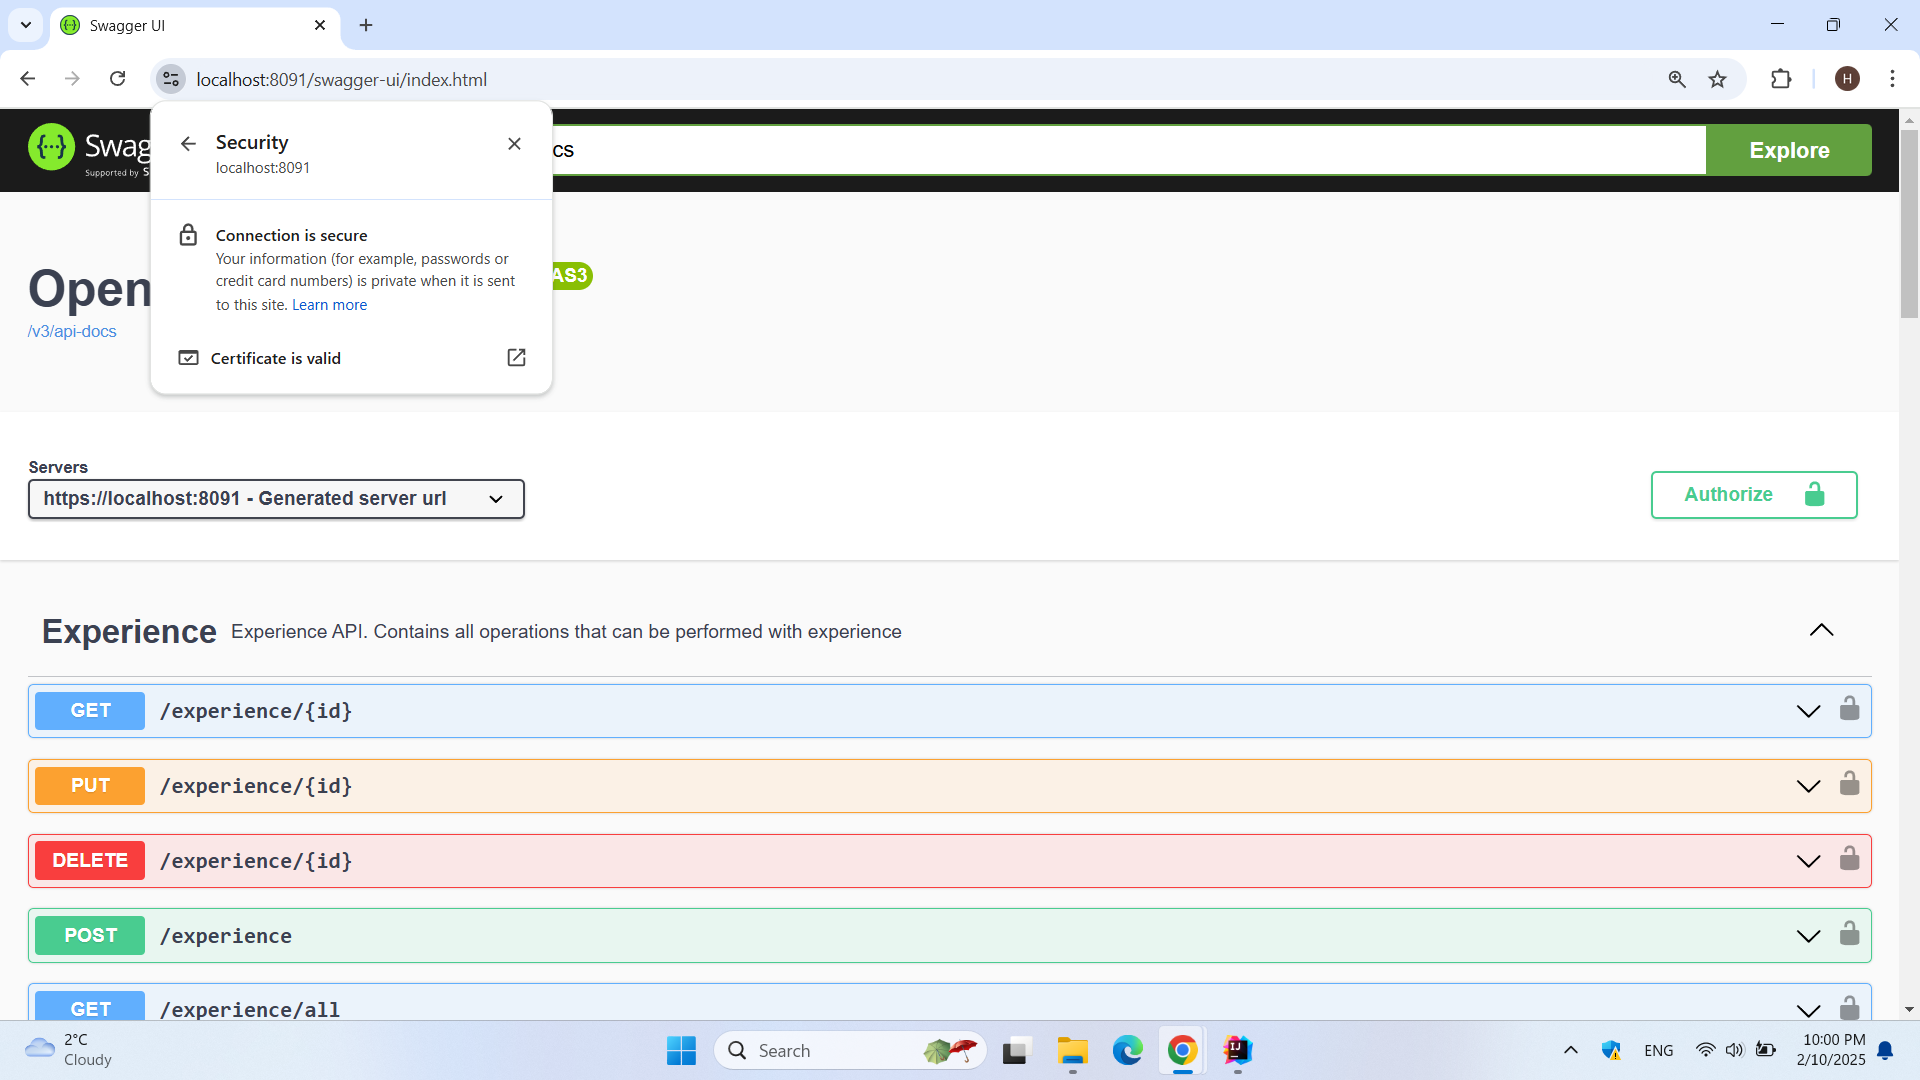 Swagger UI
localhost:8091/swagger-ui/index.html
H
Swag
Supported by S
cs
Explore
Security
localhost:8091
Connection is secure
Your information (for example, passwords or
credit card numbers) is private when it is sent
to this site. Learn more
Certificate is valid
Open
AS3
/v3/api-docs
Servers
https://localhost:8091 - Generated server url
Authorize
Experience Experience API. Contains all operations that can be performed with experience
GET /experience/{id}
PUT /experience/{id}
DELETE /experience/{id}
POST /experience
GET /experience/all
2°C
Cloudy
Search
IJ
ENG
10:00 PM
2/10/2025